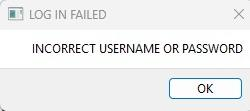 LOG IN FAILED
INCORRECT USERNAME OR PASSWORD
OK